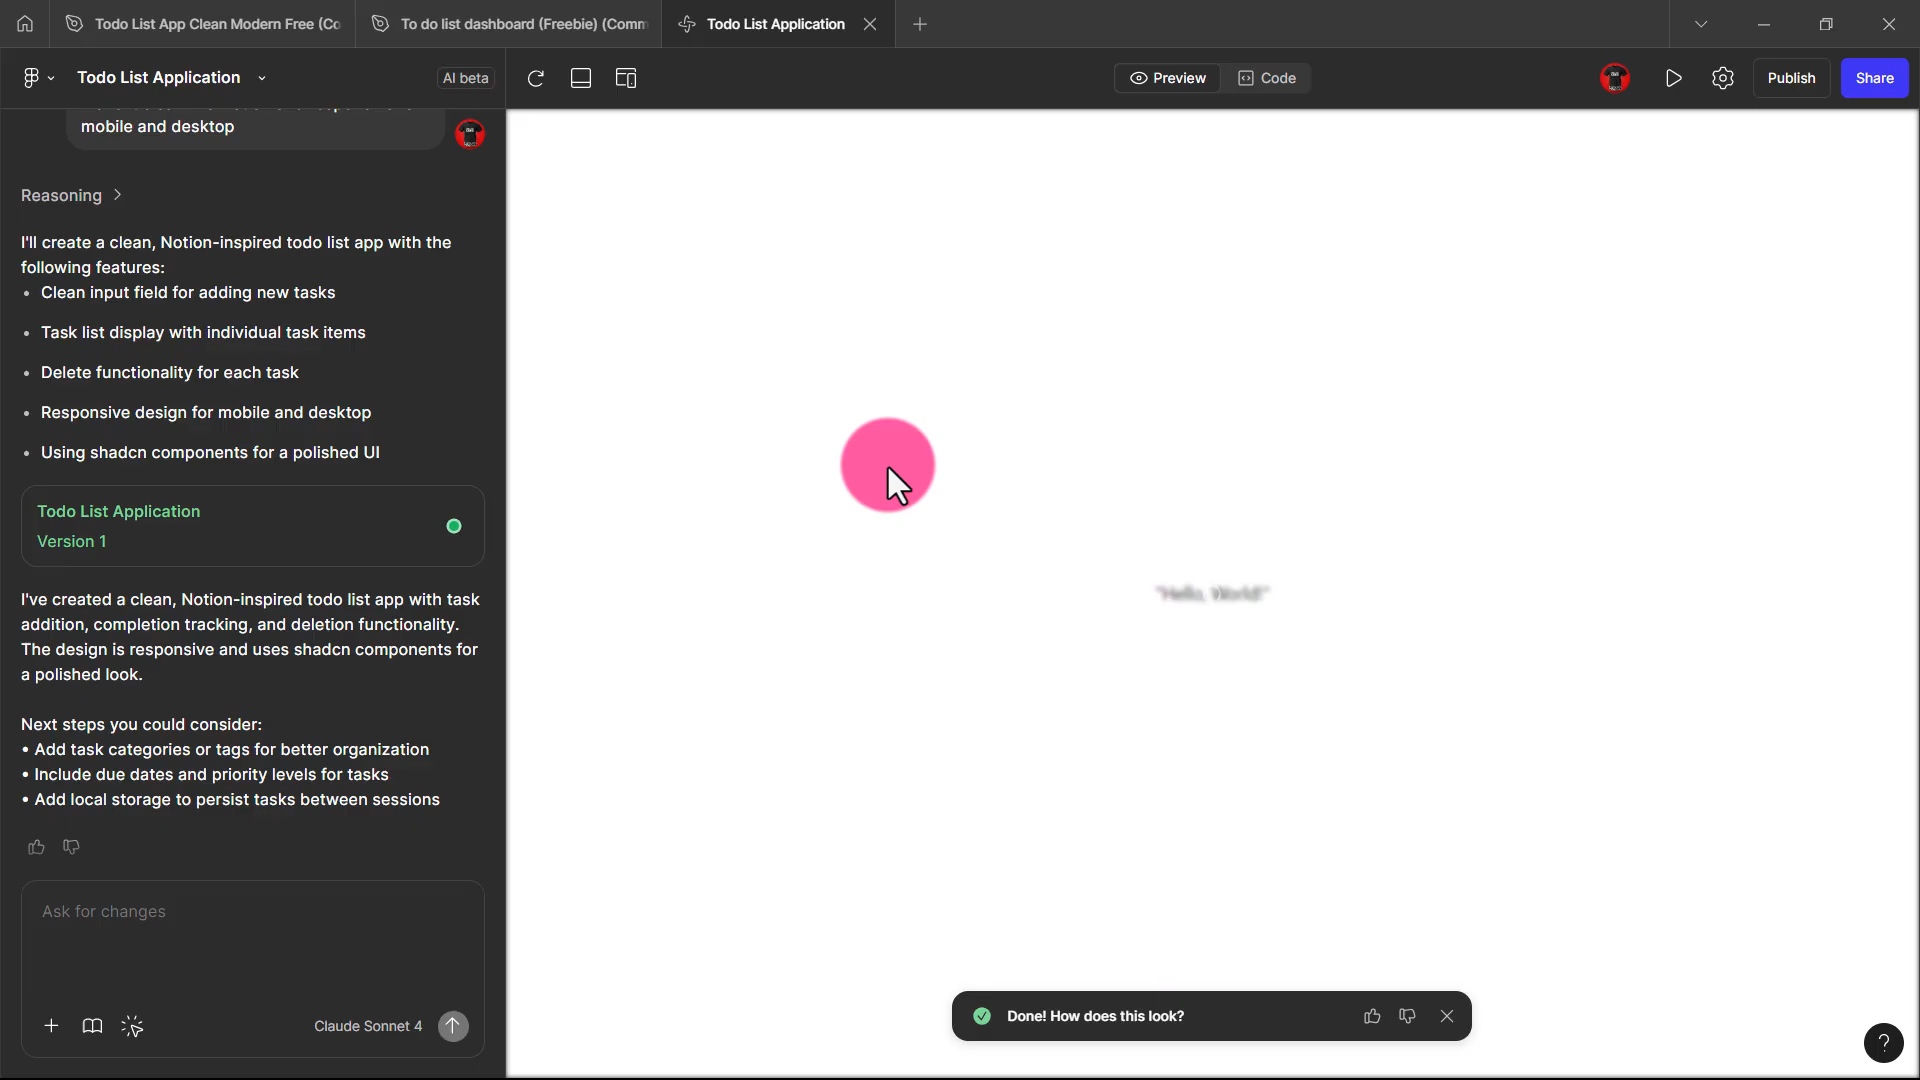 Todo List App Clean Modern Free (Co
To do list dashboard (Freebie) (Comm
Todo List Application
Todo List Application
AI beta
Preview
Code
Publish
Share
mobile and desktop
Reasoning
I'll create a clean, Notion-inspired todo list app with the
following features:
• Clean input field for adding new tasks
• Task list display with individual task items
• Delete functionality for each task
• Responsive design for mobile and desktop
• Using shadcn components for a polished UI
Todo List Application
Version 1
I've created a clean, Notion-inspired todo list app with task
addition, completion tracking, and deletion functionality.
The design is responsive and uses shadcn components for
a polished look.
Next steps you could consider:
• Add task categories or tags for better organization
• Include due dates and priority levels for tasks
• Add local storage to persist tasks between sessions
Ask for changes
Claude Sonnet 4
"Hello, World!"
Done! How does this look?
?